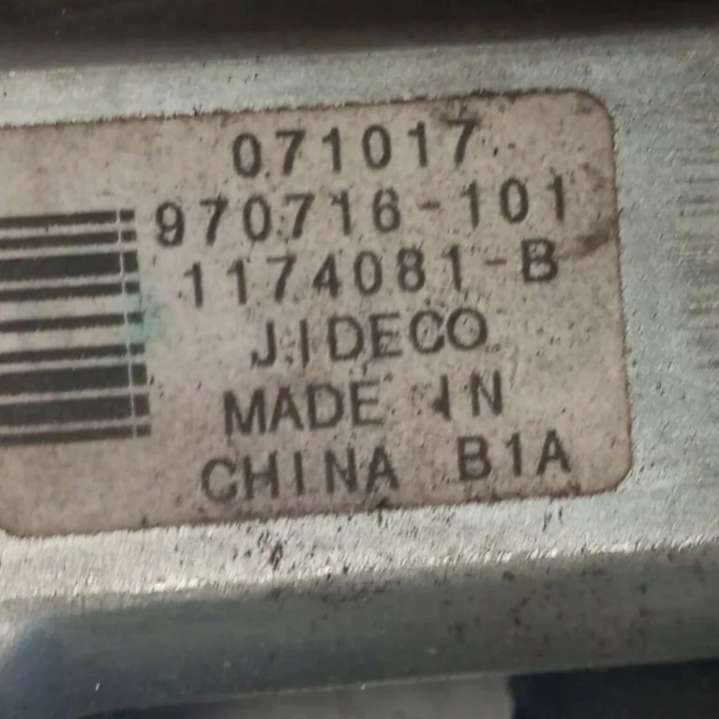 071017
970716-101
1174081-B
JIDECO
MADE IN
CHINA B1A